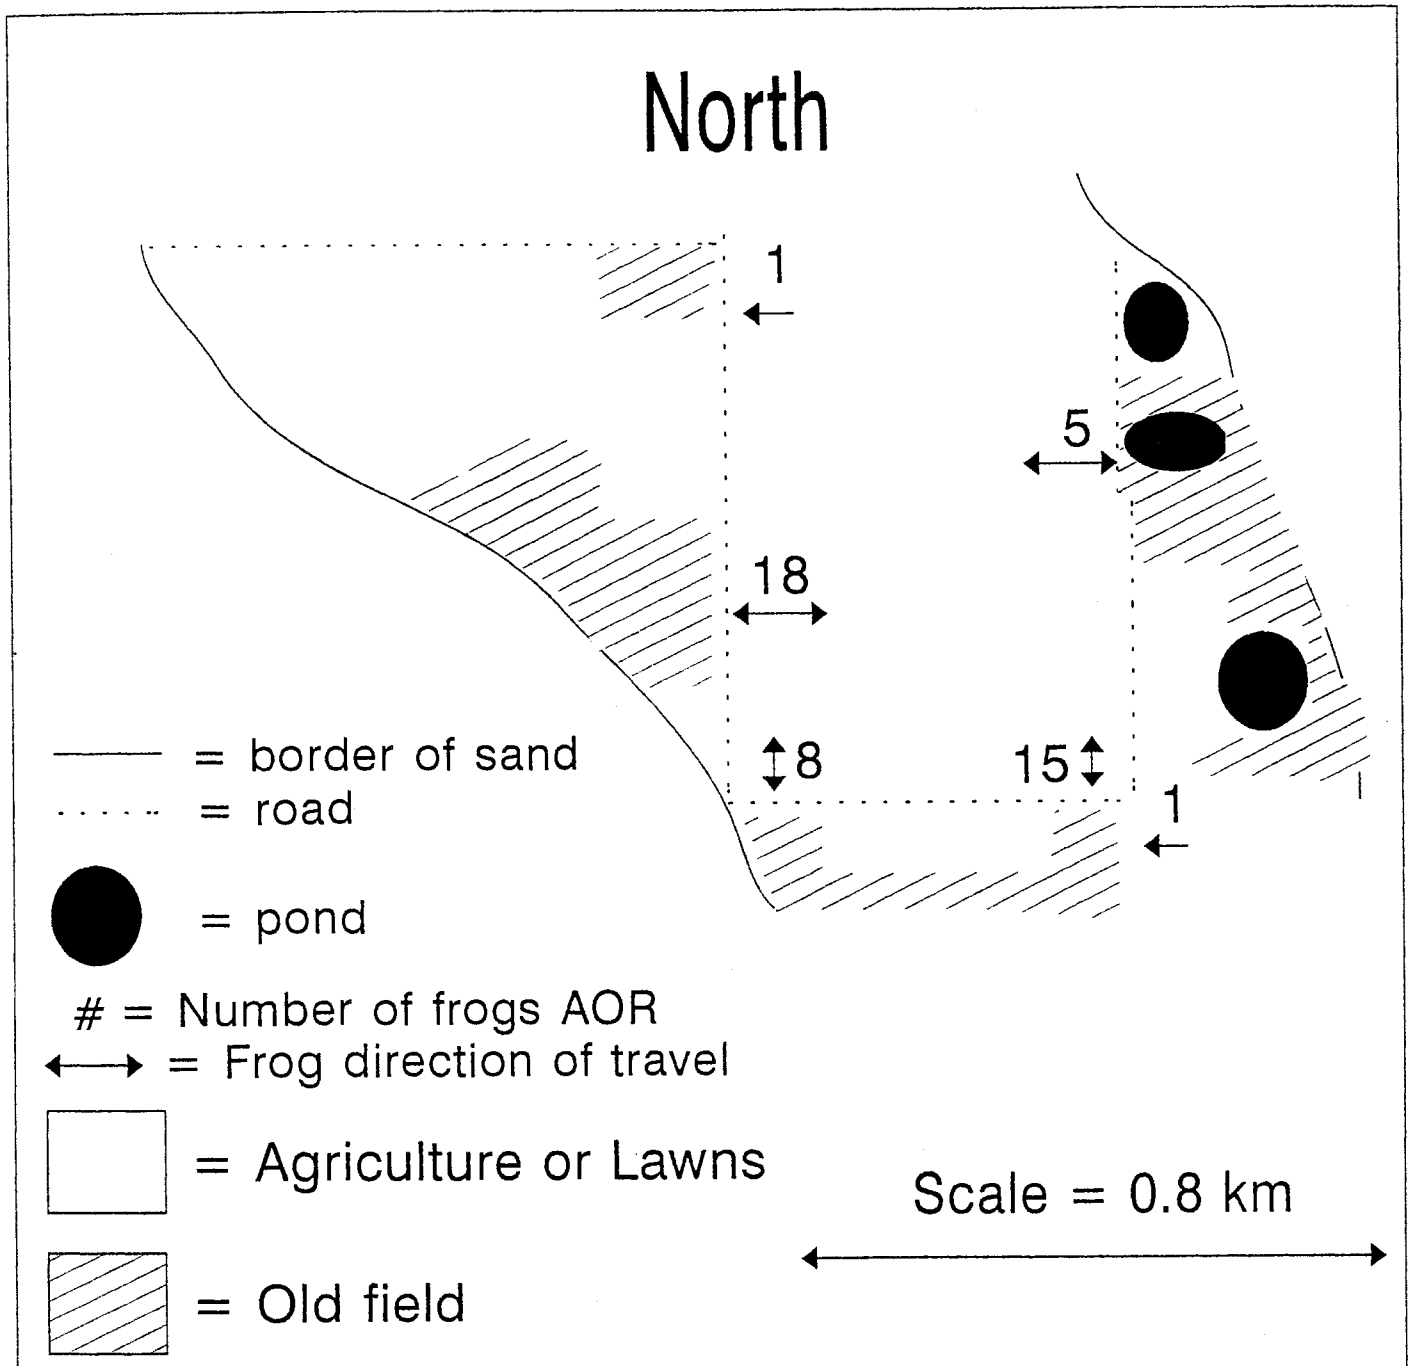 North
1
5
18
8
15
1
= border of sand
= road
= pond
# = Number of frogs AOR
= Frog direction of travel
= Agriculture or Lawns
Scale = 0.8 km
= Old field